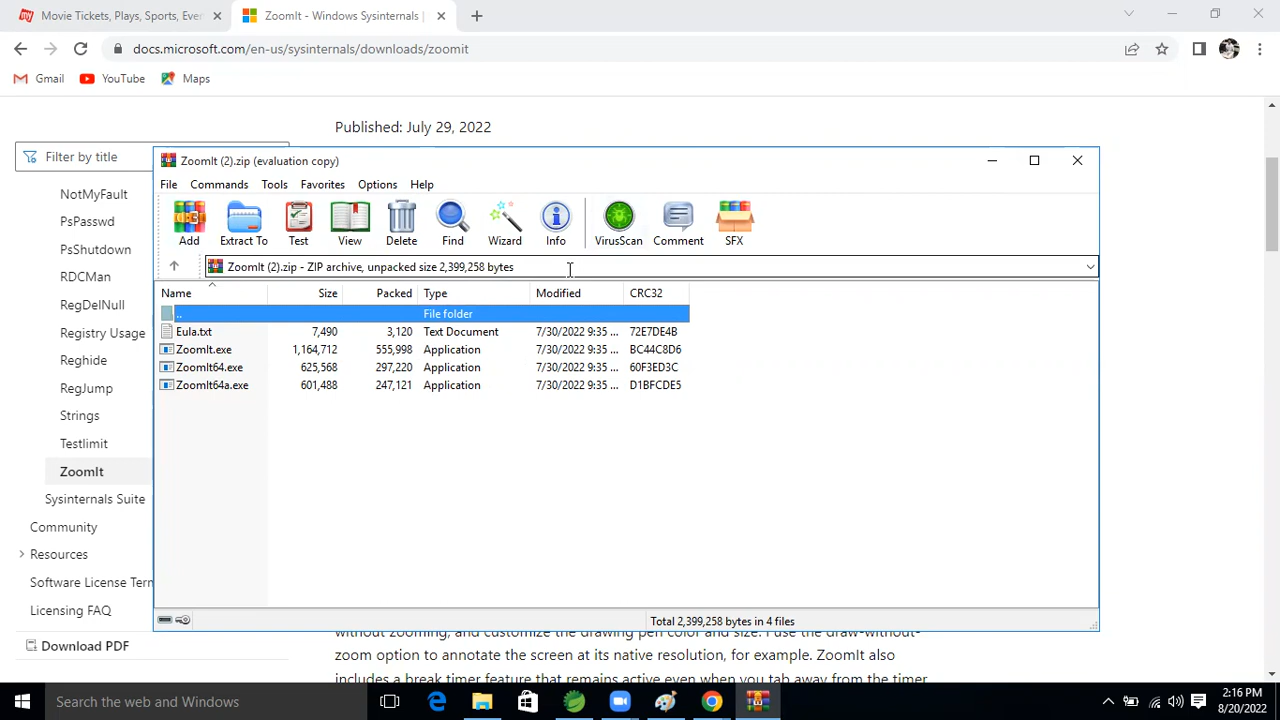 Movie Tickets, Plays, Sports, Ever
ZoomIt - Windows Sysinternals |
docs.microsoft.com/en-us/sysinternals/downloads/zoomit
Gmail YouTube Maps
Published: July 29, 2022
Filter by title
NotMyFault
PsPasswd
PsShutdown
RDCMan
RegDelNull
Registry Usage
Reghide
RegJump
Strings
Testlimit
ZoomIt
Sysinternals Suite
Community
Resources
Software License Term
Licensing FAQ
Download PDF
ZoomIt (2).zip (evaluation copy)
File Commands Tools Favorites Options Help
Add Extract To Test View Delete Find Wizard Info VirusScan Comment SFX
ZoomIt (2).zip - ZIP archive, unpacked size 2,399,258 bytes
Name Size Packed Type Modified CRC32
.. File folder
Eula.txt 7,490 3,120 Text Document 7/30/2022 9:35 ... 72E7DE4B
ZoomIt.exe 1,164,712 555,998 Application 7/30/2022 9:35 ... BC44C8D6
ZoomIt64.exe 625,568 297,220 Application 7/30/2022 9:35 ... 60F3ED3C
ZoomIt64a.exe 601,488 247,121 Application 7/30/2022 9:35 ... D1BFCDE5
Total 2,399,258 bytes in 4 files
without zooming, and customize the drawing pen color and size. I use the draw-without-
zoom option to annotate the screen at its native resolution, for example. ZoomIt also
includes a break timer feature that remains active even when you tab away from the timer
Search the web and Windows
2:16 PM
8/20/2022